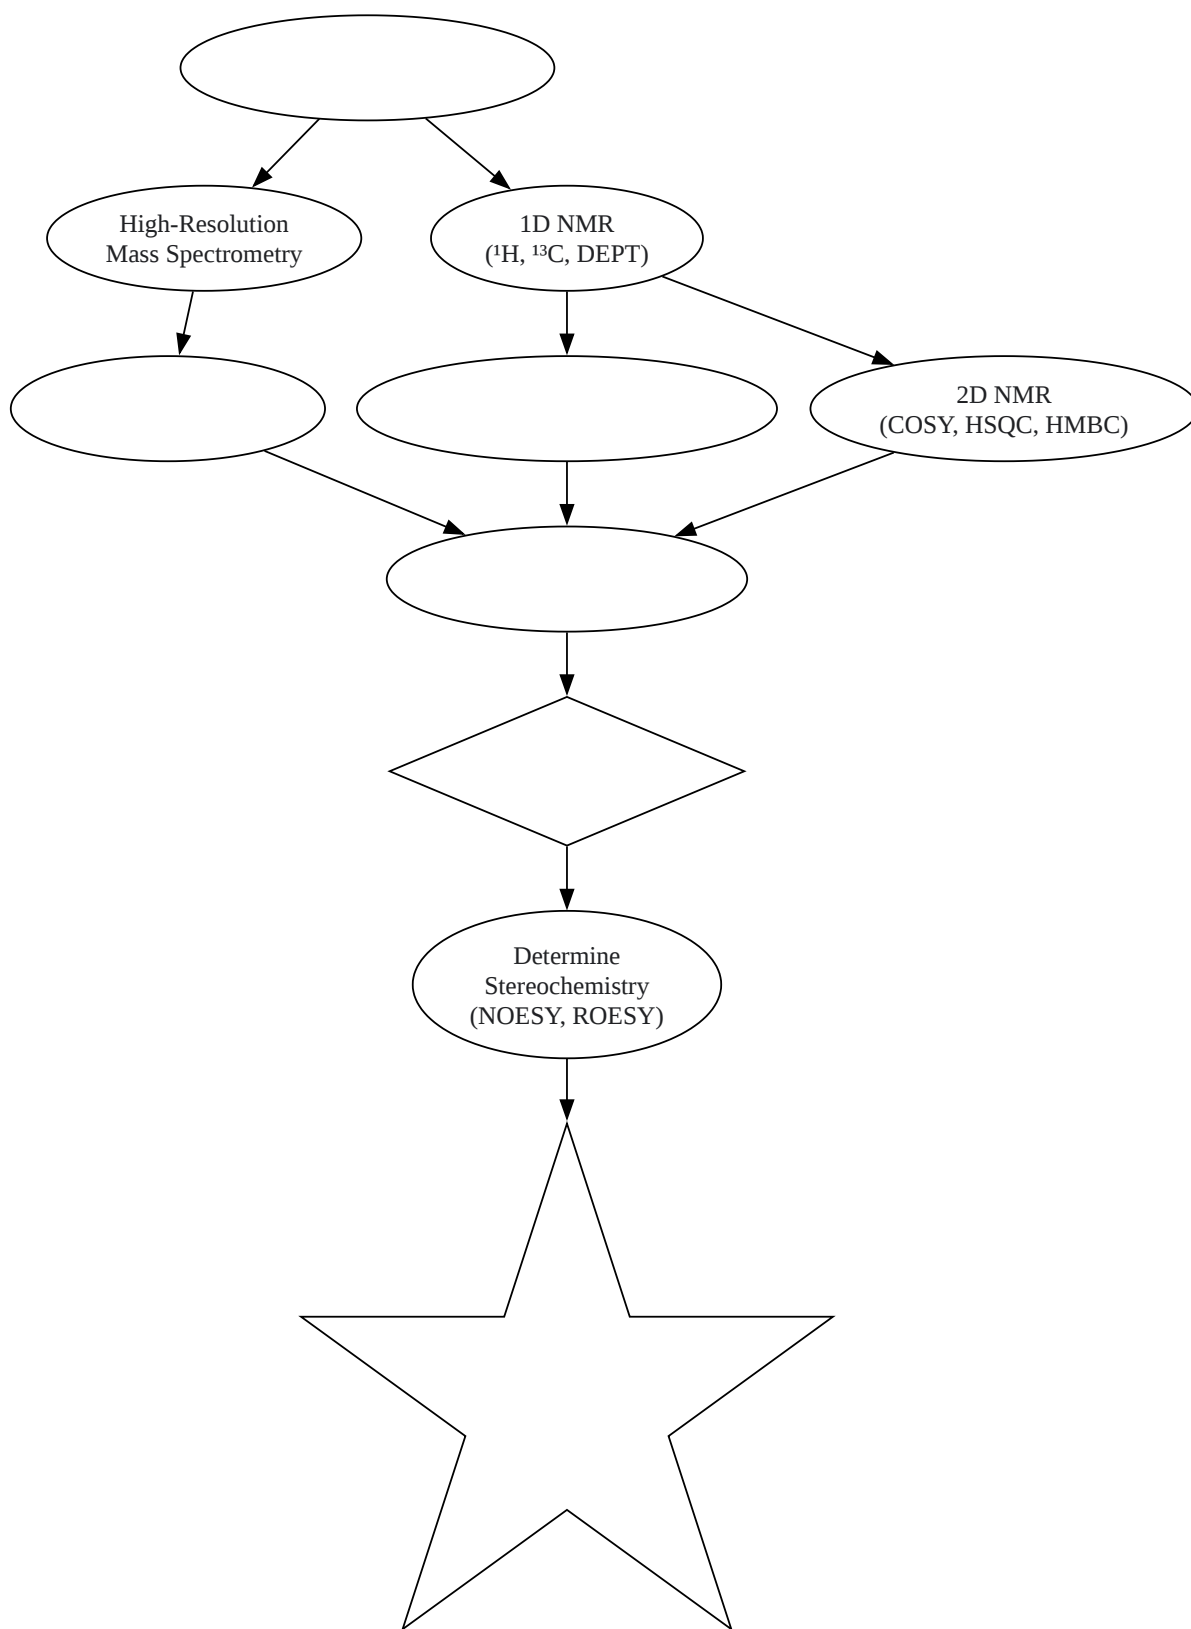 High-Resolution
Mass Spectrometry
1D NMR
(¹H, ¹³C, DEPT)
2D NMR
(COSY, HSQC, HMBC)
Determine
Stereochemistry
(NOESY, ROESY)